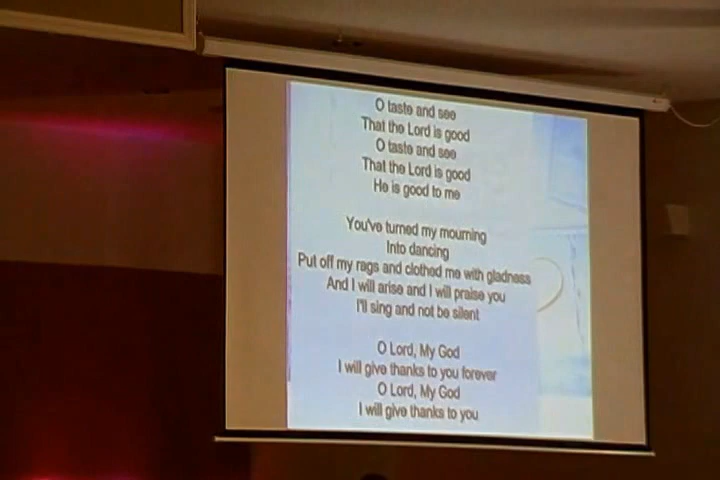 O taste and see
That the Lord is good
O taste and see
That the Lord is good
He is good to me
You've turned my mourning
Into dancing
Put off my rags and clothed me with gladness
And I will arise and I will praise you
I'll sing and not be silent
O Lord, My God
I will give thanks to you forever
O Lord, My God
I will give thanks to you